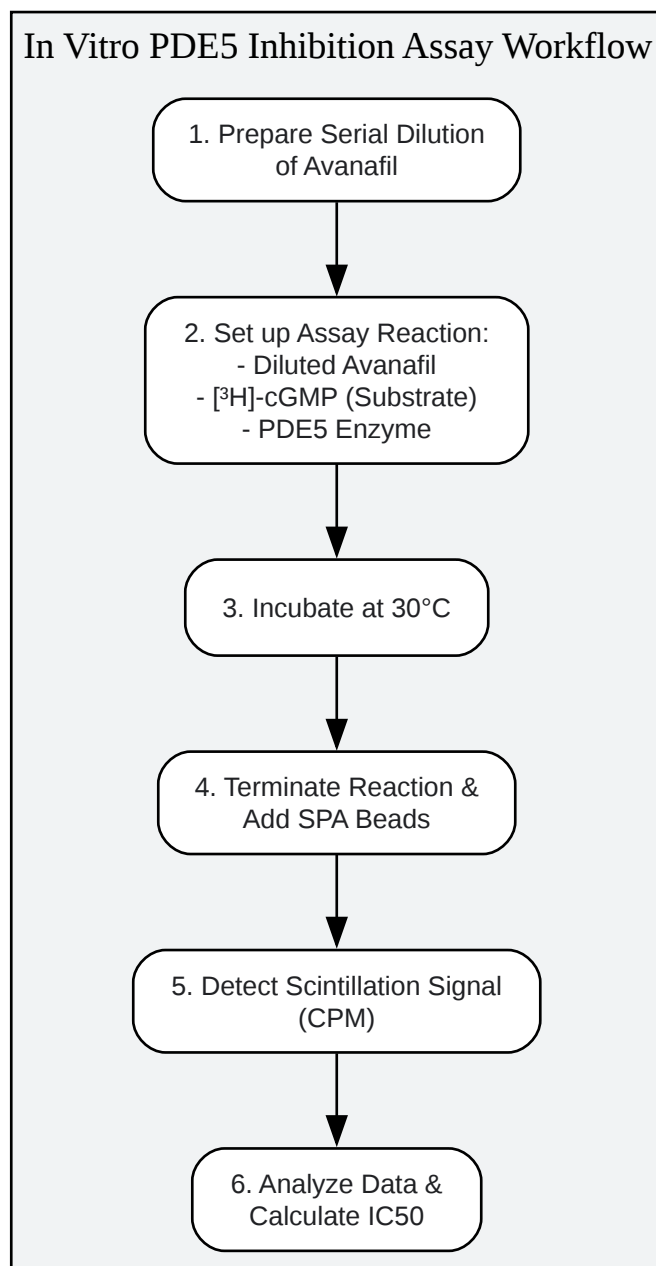 In Vitro PDE5 Inhibition Assay Workflow
1. Prepare Serial Dilution
of Avanafil
2. Set up Assay Reaction:
- Diluted Avanafil
- [³H]-cGMP (Substrate)
- PDE5 Enzyme
3. Incubate at 30°C
4. Terminate Reaction &
Add SPA Beads
5. Detect Scintillation Signal
(CPM)
6. Analyze Data &
Calculate IC50